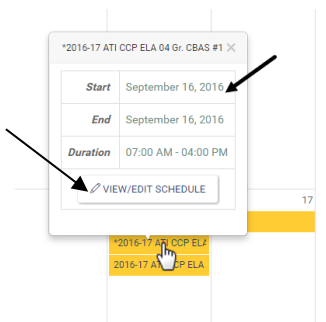 *2016-17 ATI CCP ELA 04 Gr. CBAS #1 ×
Start September 16, 2016
End September 16, 2016
Duration 07:00 AM - 04:00 PM
VIEW/EDIT SCHEDULE
17
*2016-17 ATI CCP ELA
2016-17 ATI CCP ELA